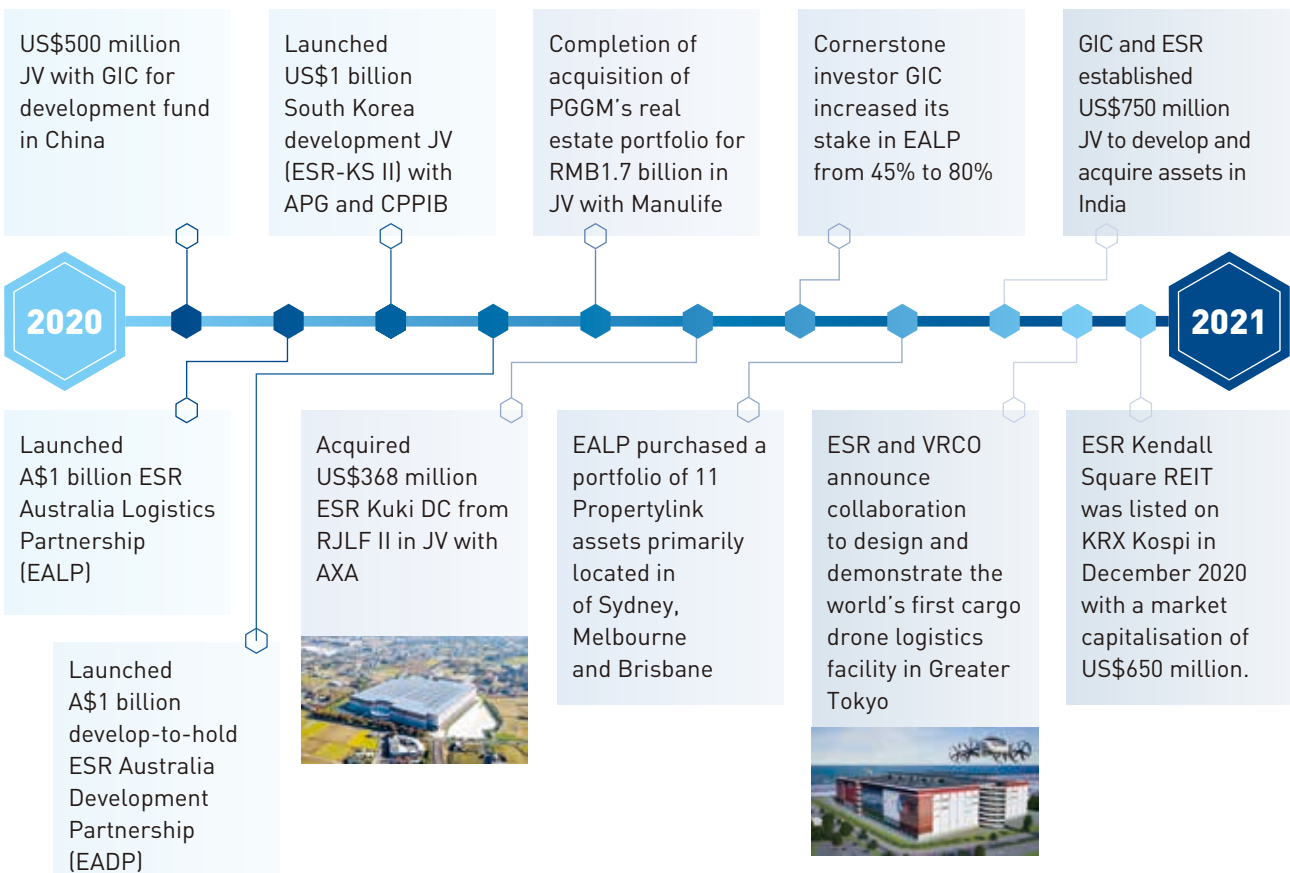 US$500 million
JV with GIC for
development fund
in China
Launched
US$1 billion
South Korea
development JV
(ESR-KS II) with
APG and CPPIB
Completion of
acquisition of
PGGM’s real
estate portfolio for
RMB1.7 billion in
JV with Manulife
Cornerstone
investor GIC
increased its
stake in EALP
from 45% to 80%
GIC and ESR
established
US$750 million
JV to develop and
acquire assets in
India
2020
2021
Launched
A$1 billion ESR
Australia Logistics
Partnership
(EALP)
Launched
A$1 billion
develop-to-hold
ESR Australia
Development
Partnership
(EADP)
Acquired
US$368 million
ESR Kuki DC from
RJLF II in JV with
AXA
EALP purchased a
portfolio of 11
Propertylink
assets primarily
located in
of Sydney,
Melbourne
and Brisbane
ESR and VRCO
announce
collaboration
to design and
demonstrate the
world’s first cargo
drone logistics
facility in Greater
Tokyo
ESR Kendall
Square REIT
was listed on
KRX Kospi in
December 2020
with a market
capitalisation of
US$650 million.